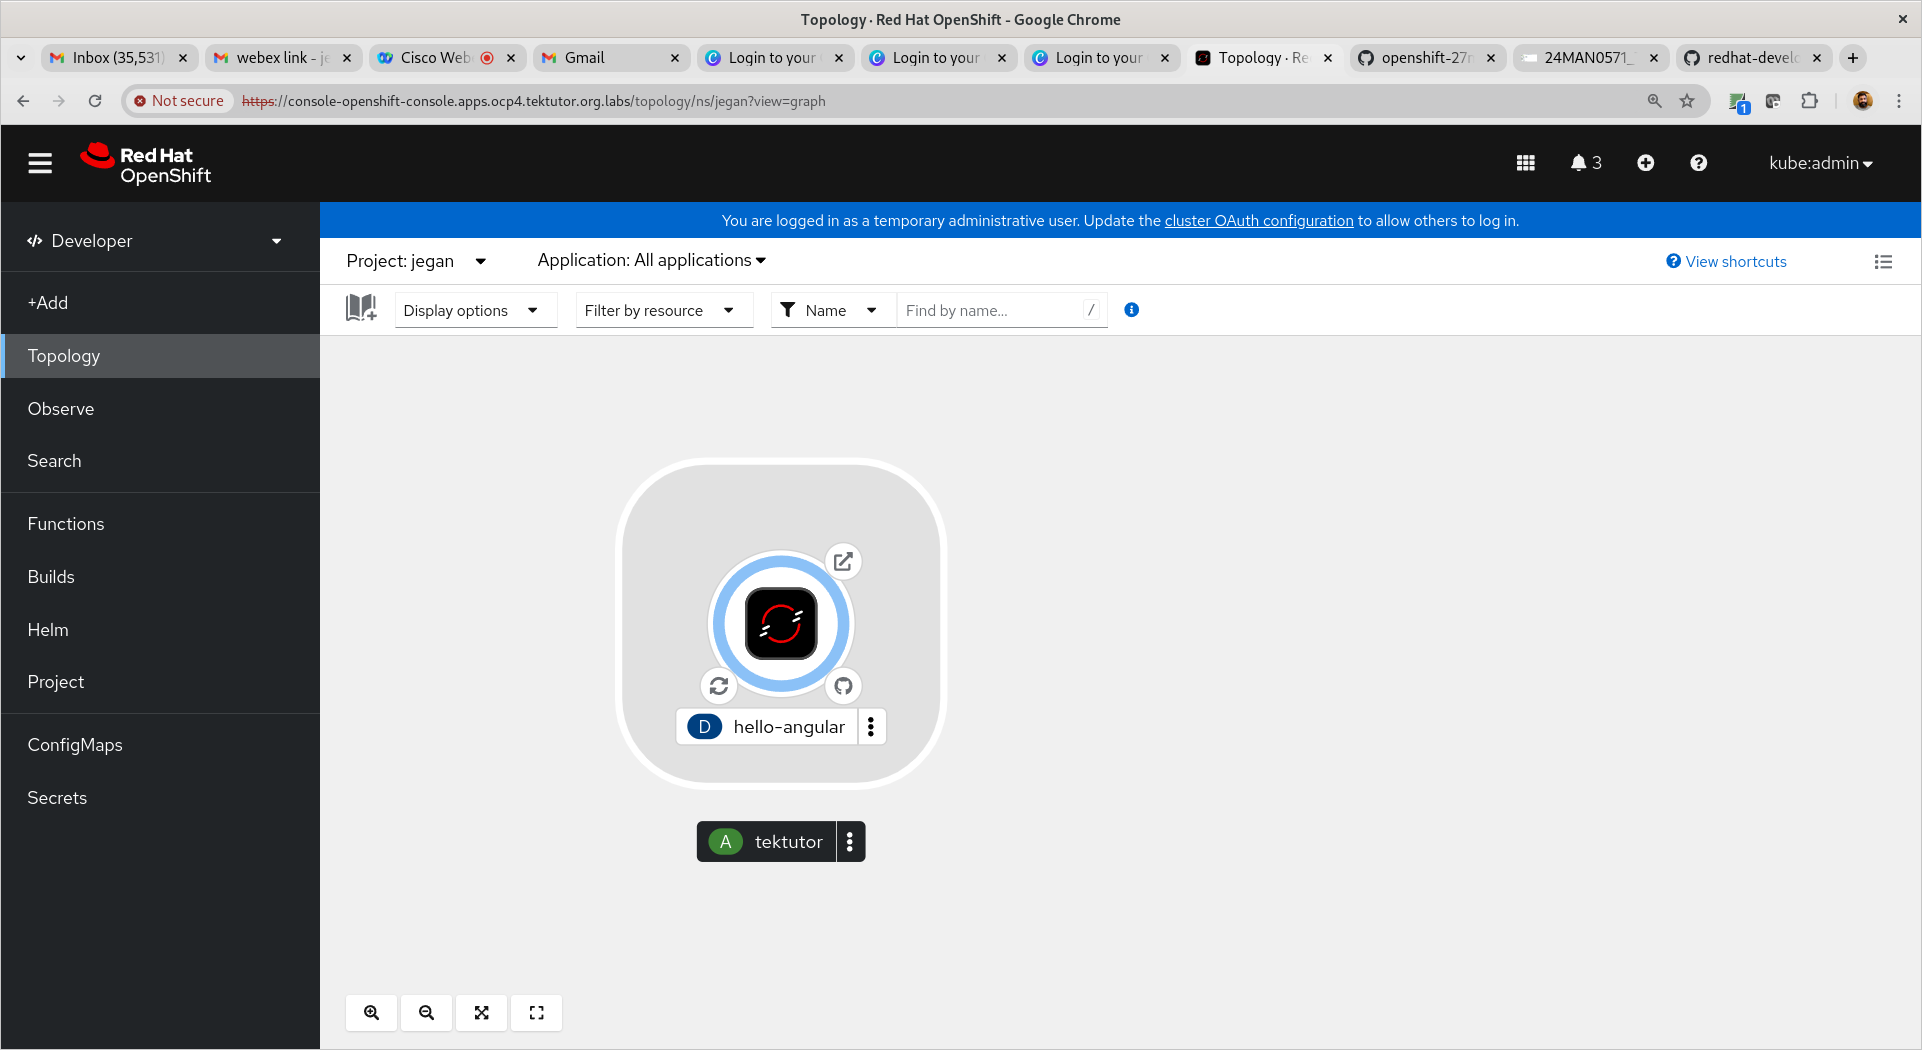 Topology · Red Hat OpenShift - Google Chrome
Inbox (35,531)
webex link - je
Cisco Web
Gmail
Login to your
Login to your
Login to your
Topology · Re
openshift-27n
24MAN0571_
redhat-develo
Not secure
https://console-openshift-console.apps.ocp4.tektutor.org.labs/topology/ns/jegan?view=graph
1
Red Hat
OpenShift
3
kube:admin
You are logged in as a temporary administrative user. Update the cluster OAuth configuration to allow others to log in.
Developer
Project: jegan
Application: All applications
View shortcuts
+Add
Display options
Filter by resource
Name
Find by name...
/
Topology
Observe
Search
Functions
Builds
Helm
Project
ConfigMaps
Secrets
D hello-angular
A tektutor